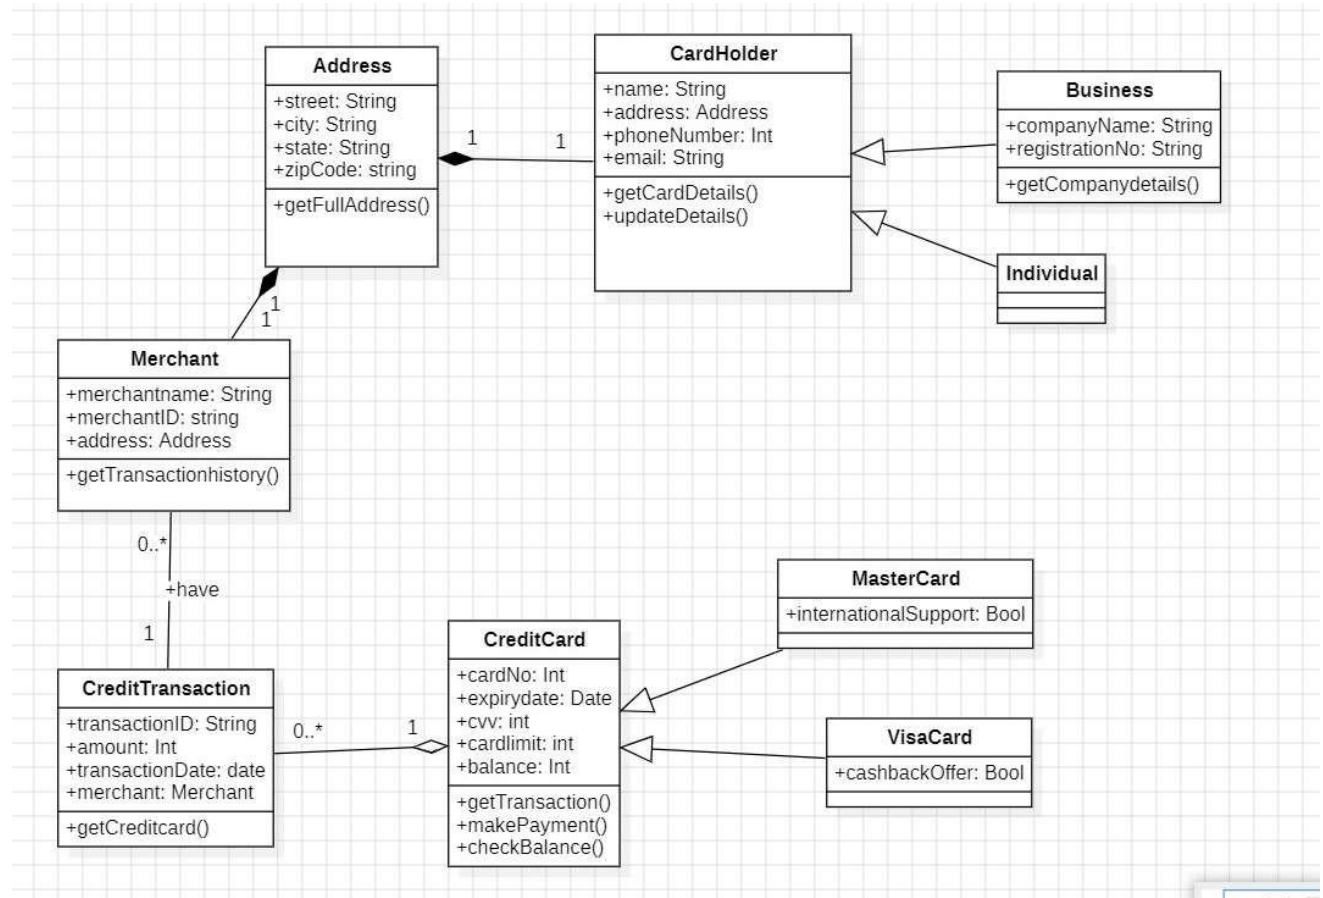 Address
+street: String
+city: String
+state: String
+zipCode: string
+getFullAddress()
1
1
CardHolder
+name: String
+address: Address
+phoneNumber: Int
+email: String
+getCardDetails()
+updateDetails()
Business
+companyName: String
+registrationNo: String
+getCompanydetails()
Individual
1
1
Merchant
+merchantname: String
+merchantID: string
+address: Address
+getTransactionhistory()
0..*
+have
1
CreditTransaction
+transactionID: String
+amount: Int
+transactionDate: date
+merchant: Merchant
+getCreditcard()
0..*
1
CreditCard
+cardNo: Int
+expirydate: Date
+cvv: int
+cardlimit: int
+balance: Int
+getTransaction()
+makePayment()
+checkBalance()
MasterCard
+internationalSupport: Bool
VisaCard
+cashbackOffer: Bool